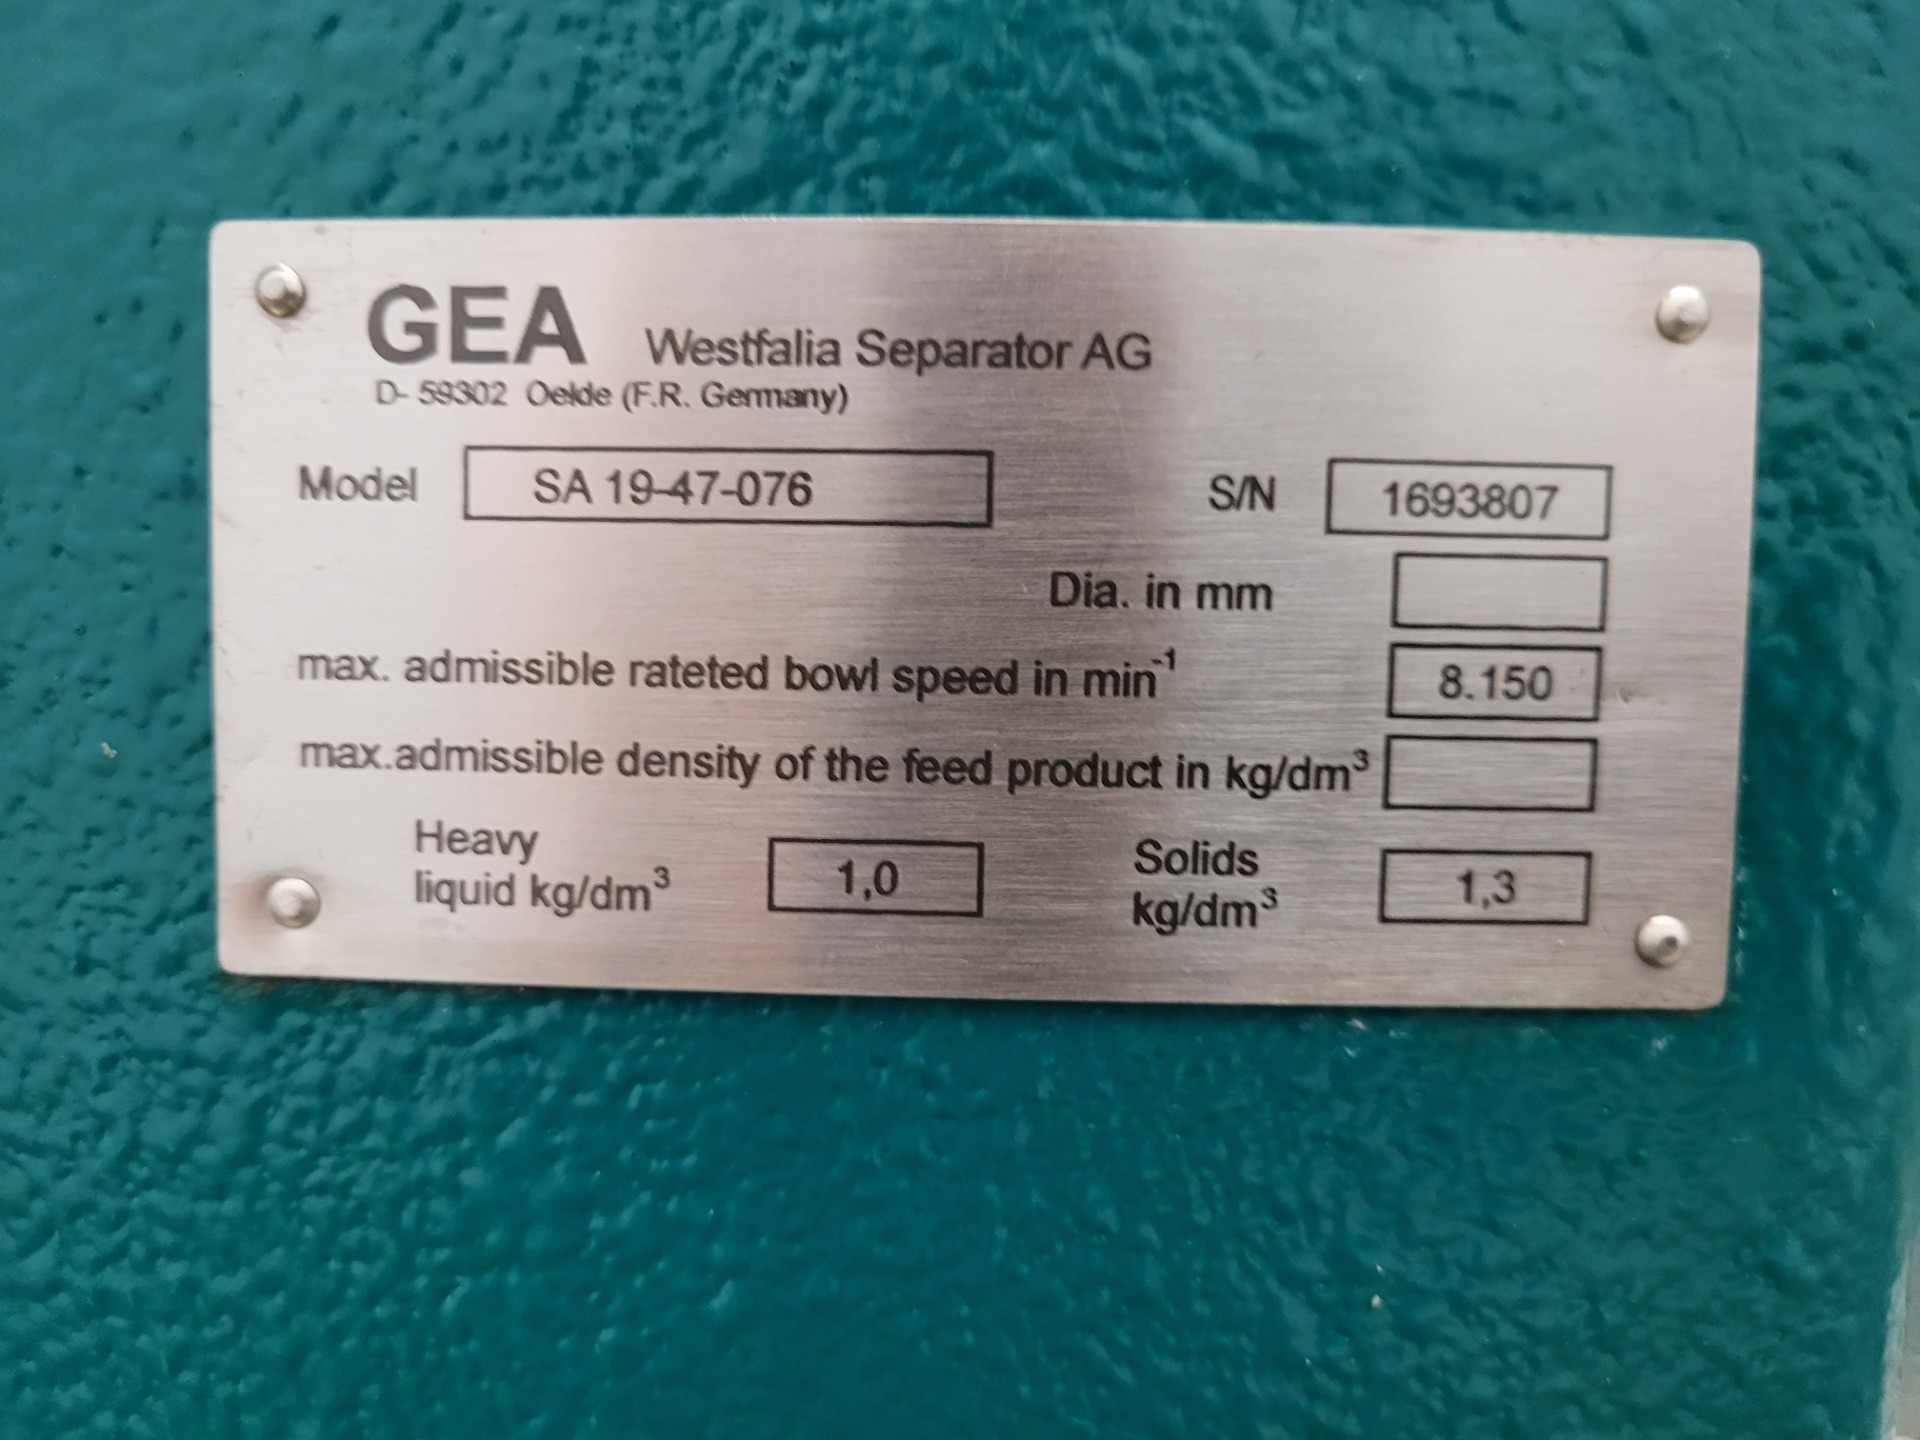 GEA Westfalia Separator AG
D- 59302 Oelde (F.R. Germany)
Model SA 19-47-076 S/N 1693807
Dia. in mm
max. admissible rateted bowl speed in min⁻¹ 8.150
max.admissible density of the feed product in kg/dm³
Heavy
liquid kg/dm³ 1,0
Solids
kg/dm³ 1,3